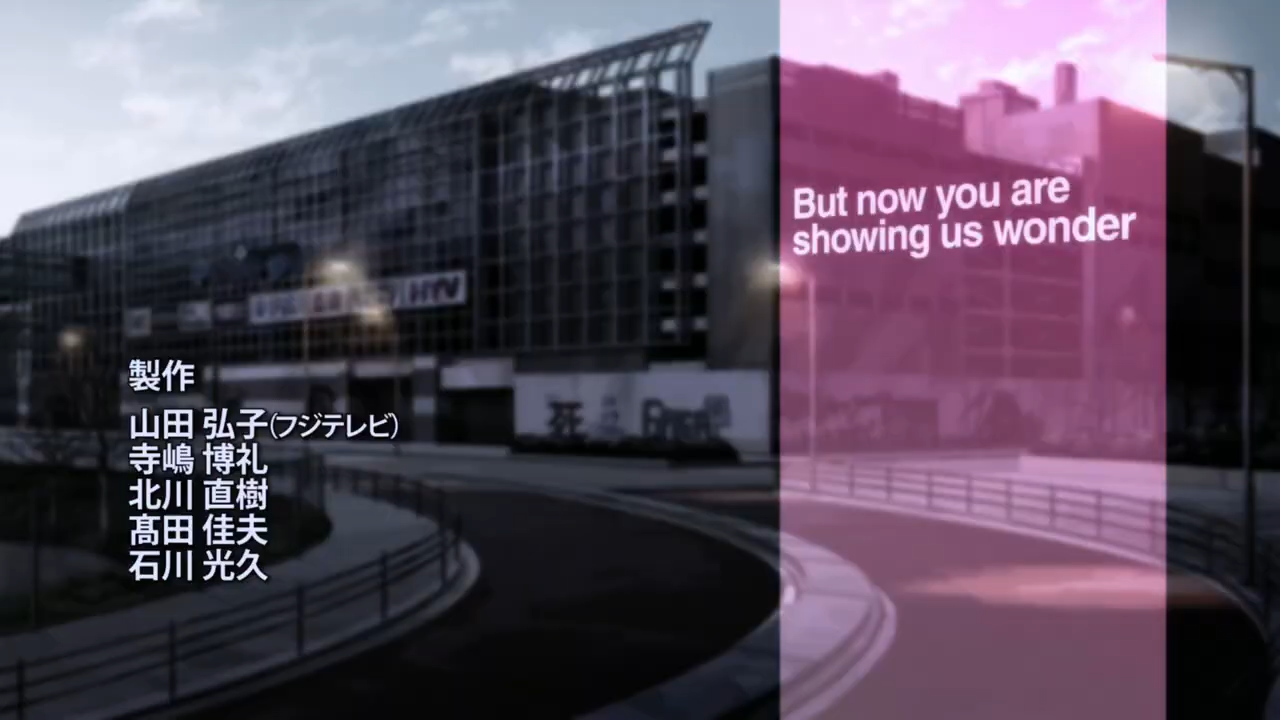 製作
山田 弘子(フジテレビ)
寺嶋 博礼
北川 直樹
髙田 佳夫
石川 光久
But now you are
showing us wonder